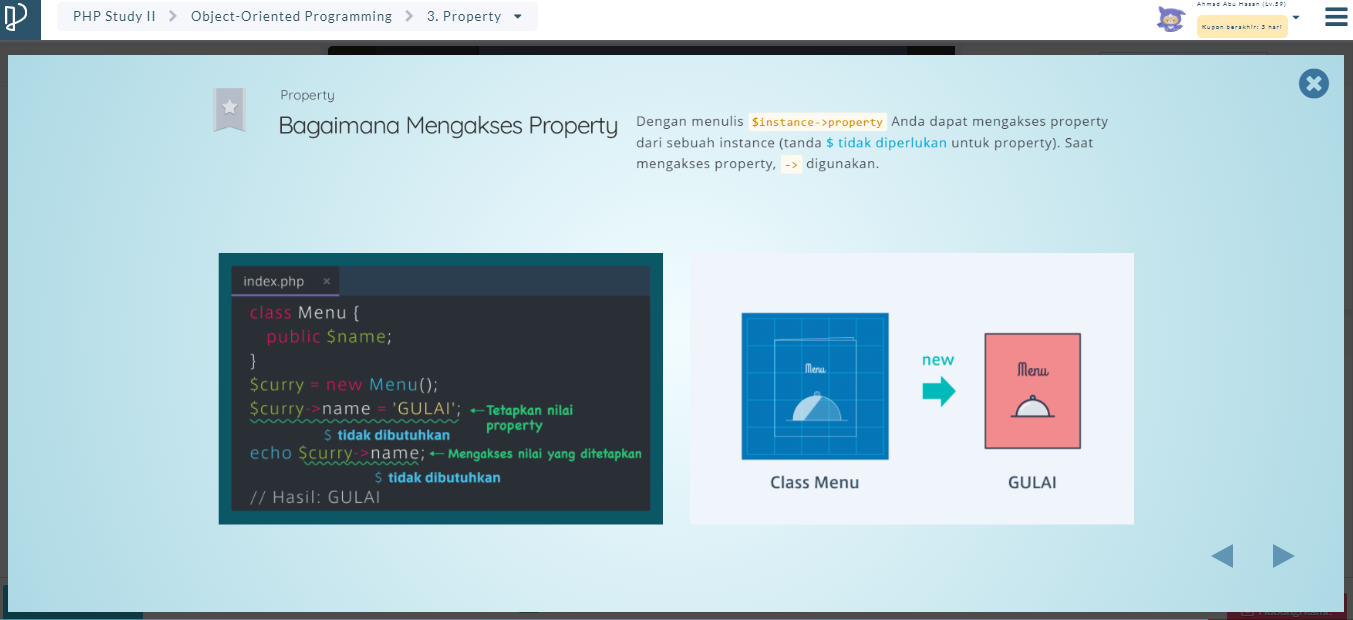 PHP Study II
Object-Oriented Programming
3. Property
Ahmad Abu Hasan (Lv.59)
Kupon berakhir: 3 hari
Property
Bagaimana Mengakses Property
Dengan menulis $instance->property Anda dapat mengakses property
dari sebuah instance (tanda $ tidak diperlukan untuk property). Saat
mengakses property, -> digunakan.
index.php ×
class Menu {
public $name;
}
$curry = new Menu();
$curry->name = 'GULAI'; ←Tetapkan nilai
property
$ tidak dibutuhkan
echo $curry->name; ← Mengakses nilai yang ditetapkan
$ tidak dibutuhkan
// Hasil: GULAI
Menu
new
Menu
Class Menu
GULAI